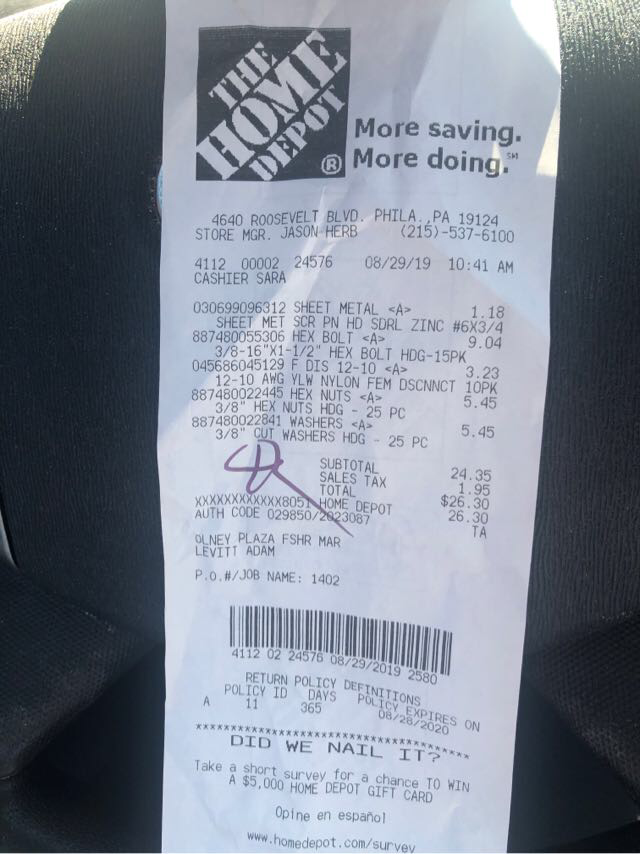 THE
HOME
DEPOT
®
More saving.
More doing.℠
4640 ROOSEVELT BLVD. PHILA.,PA 19124
STORE MGR. JASON HERB (215)-537-6100
4112 00002 24576 08/29/19 10:41 AM
CASHIER SARA
030699096312 SHEET METAL <A> 1.18
SHEET MET SCR PN HD SDRL ZINC #6X3/4
887480055306 HEX BOLT <A> 9.04
3/8-16"X1-1/2" HEX BOLT HDG-15PK
045686045129 F DIS 12-10 <A> 3.23
12-10 AWG YLW NYLON FEM DSCNNCT 10PK
887480022445 HEX NUTS <A> 5.45
3/8" HEX NUTS HDG - 25 PC
887480022841 WASHERS <A> 5.45
3/8" CUT WASHERS HDG - 25 PC
SUBTOTAL 24.35
SALES TAX 1.95
TOTAL $26.30
XXXXXXXXXXXX8051 HOME DEPOT 26.30
AUTH CODE 029850/2023087 TA
OLNEY PLAZA FSHR MAR
LEVITT ADAM
P.O.#/JOB NAME: 1402
4112 02 24576 08/29/2019 2580
RETURN POLICY DEFINITIONS
POLICY ID DAYS POLICY EXPIRES ON
A 11 365 08/28/2020
DID WE NAIL IT?
Take a short survey for a chance TO WIN
A $5,000 HOME DEPOT GIFT CARD
Opine en español
www.homedepot.com/survey